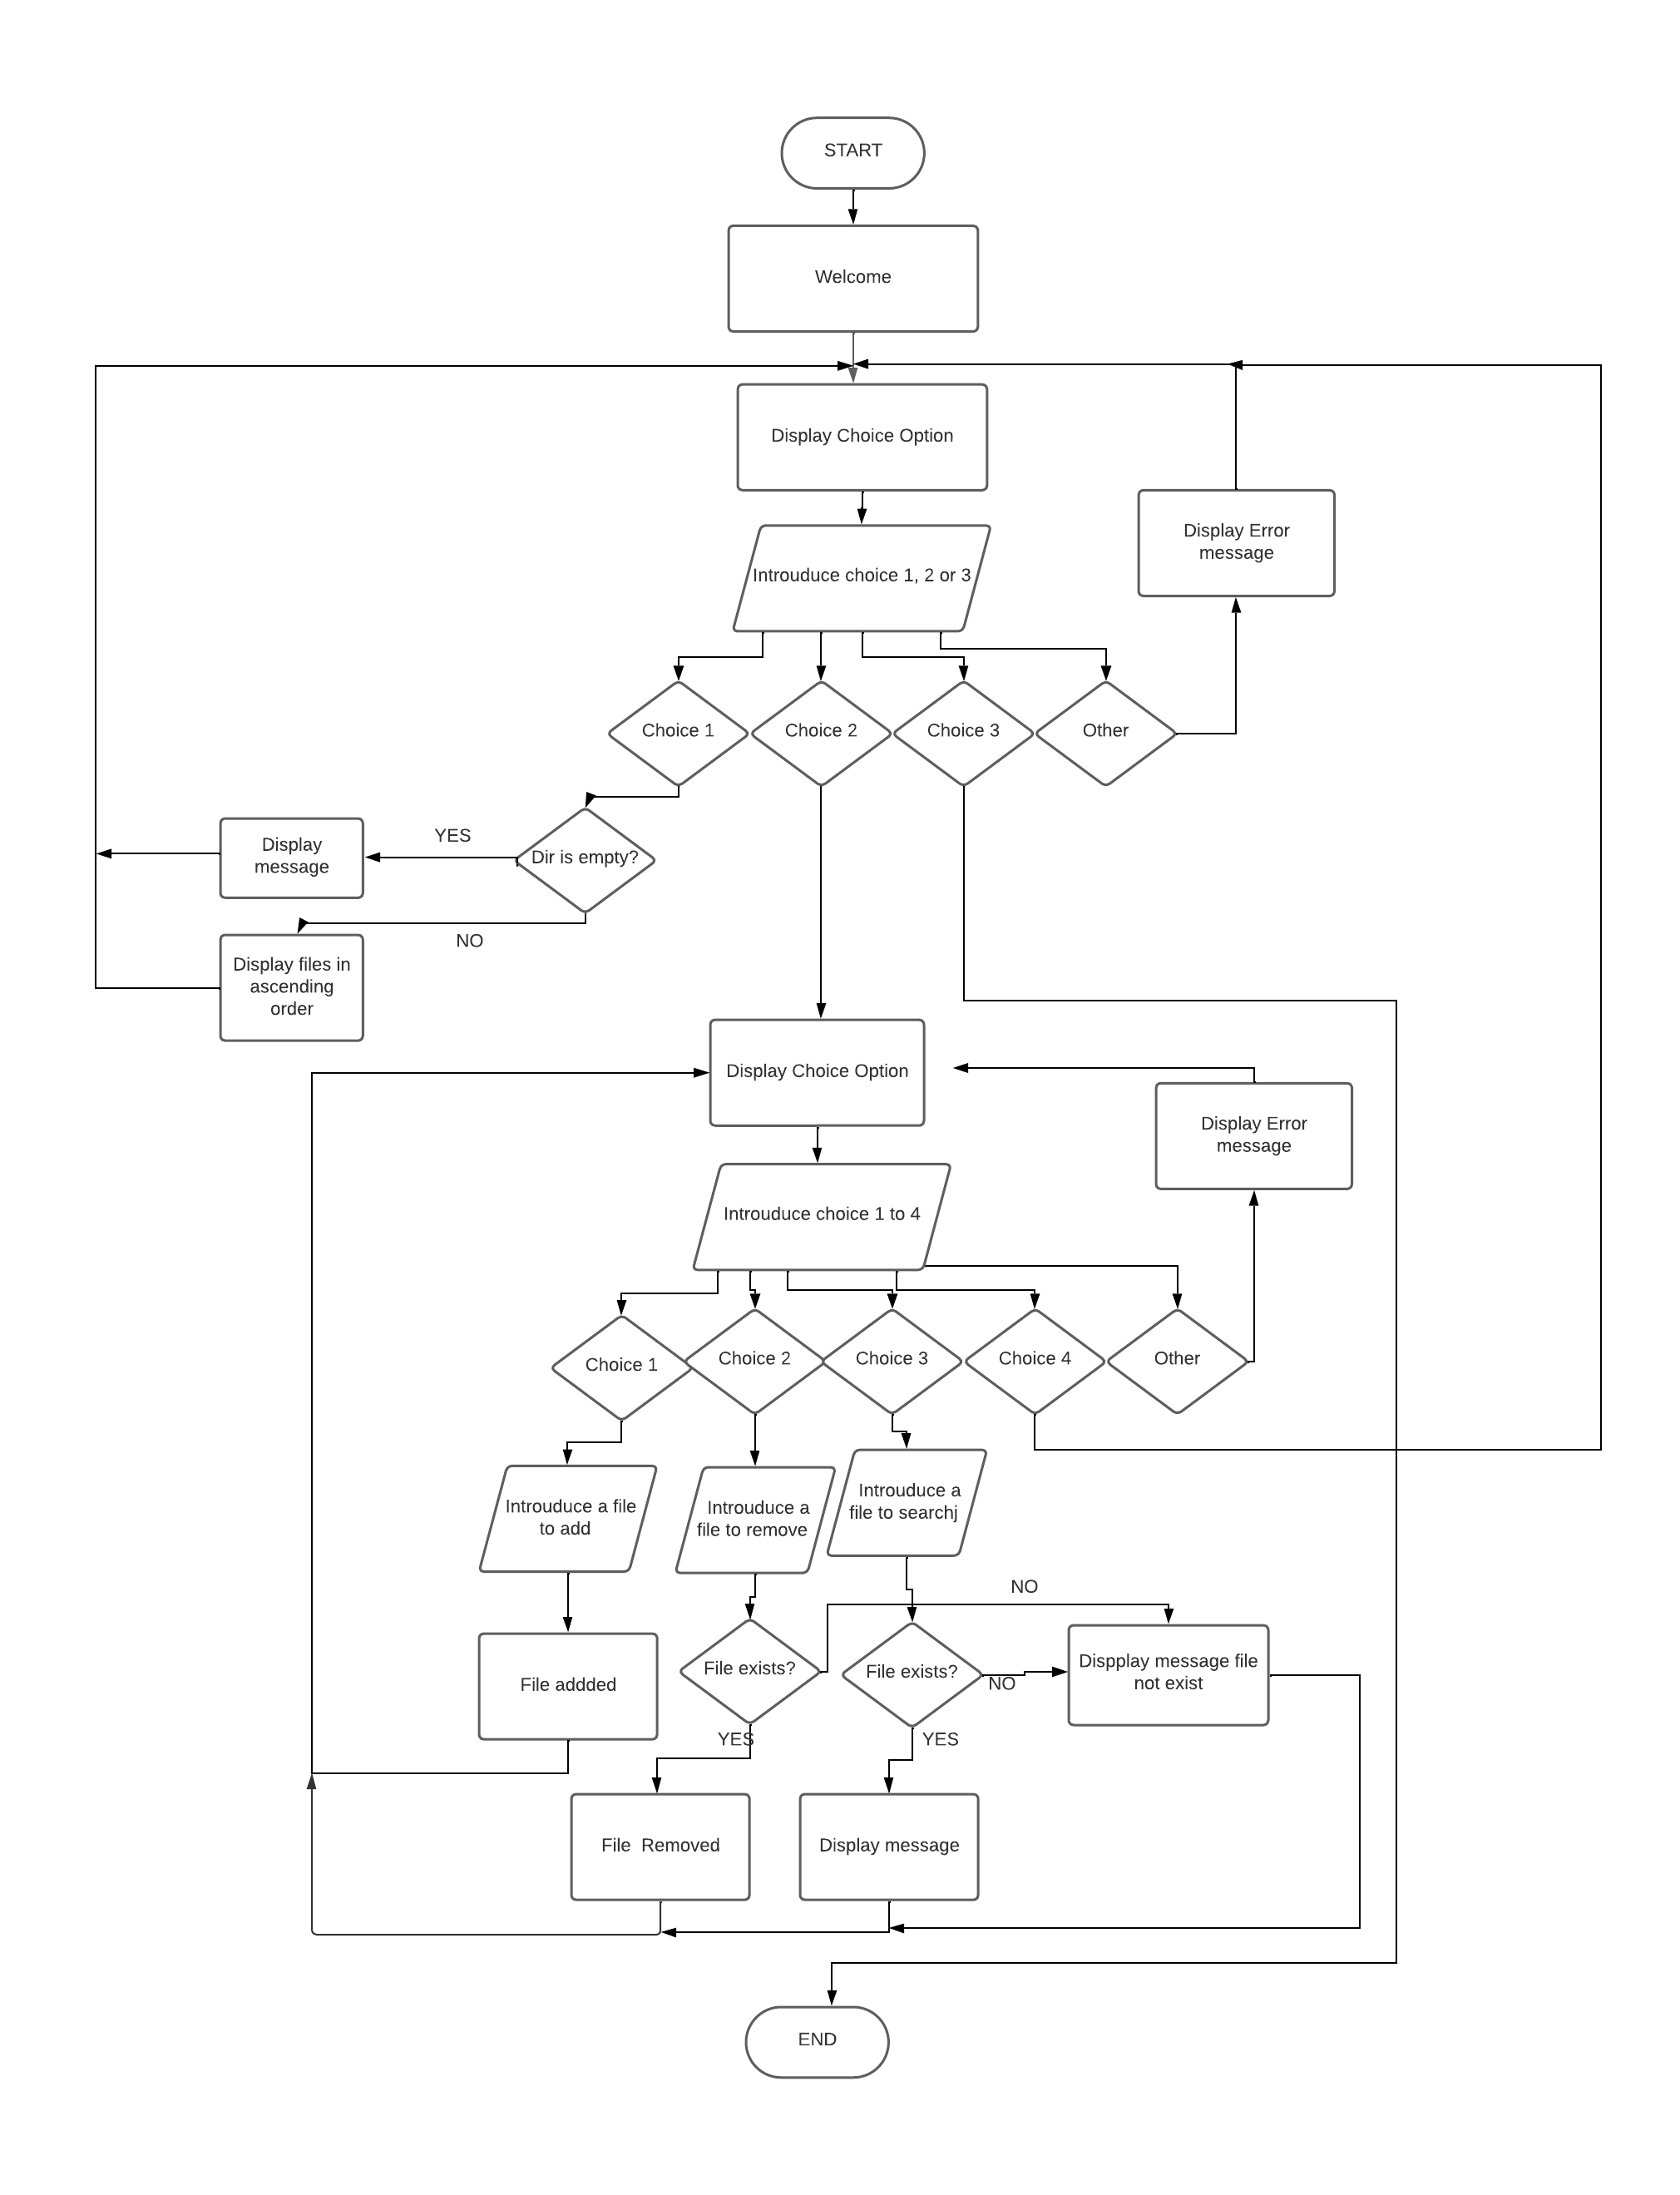 START
Welcome
Display Choice Option
Display Error
message
Introuduce choice 1, 2 or 3
Choice 1
Choice 2
Choice 3
Other
Display
message
YES
Dir is empty?
NO
Display files in
ascending
order
Display Choice Option
Display Error
message
Introuduce choice 1 to 4
Choice 1
Choice 2
Choice 3
Choice 4
Other
Introuduce a file
to add
Introuduce a
file to remove
Introuduce a
file to searchj
NO
File exists?
File exists?
NO
Dispplay message file
not exist
File addded
YES
YES
File  Removed
Display message
END